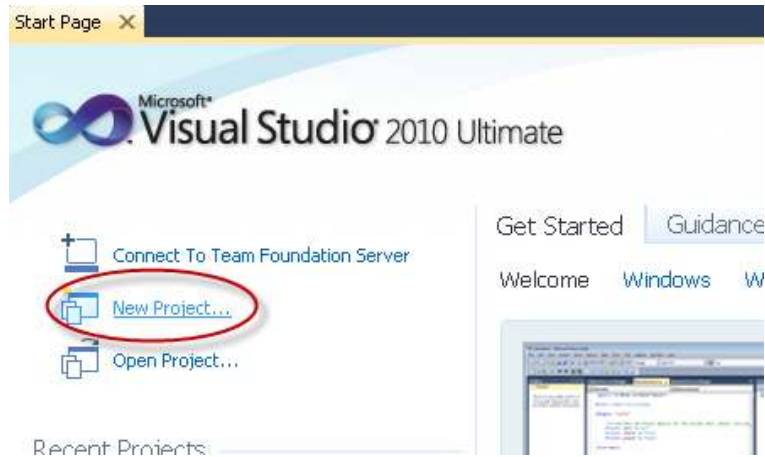 Start Page
Microsoft®
Visual Studio® 2010 Ultimate
Connect To Team Foundation Server
New Project...
Open Project...
Recent Projects
Get Started
Guidance
Welcome
Windows
W